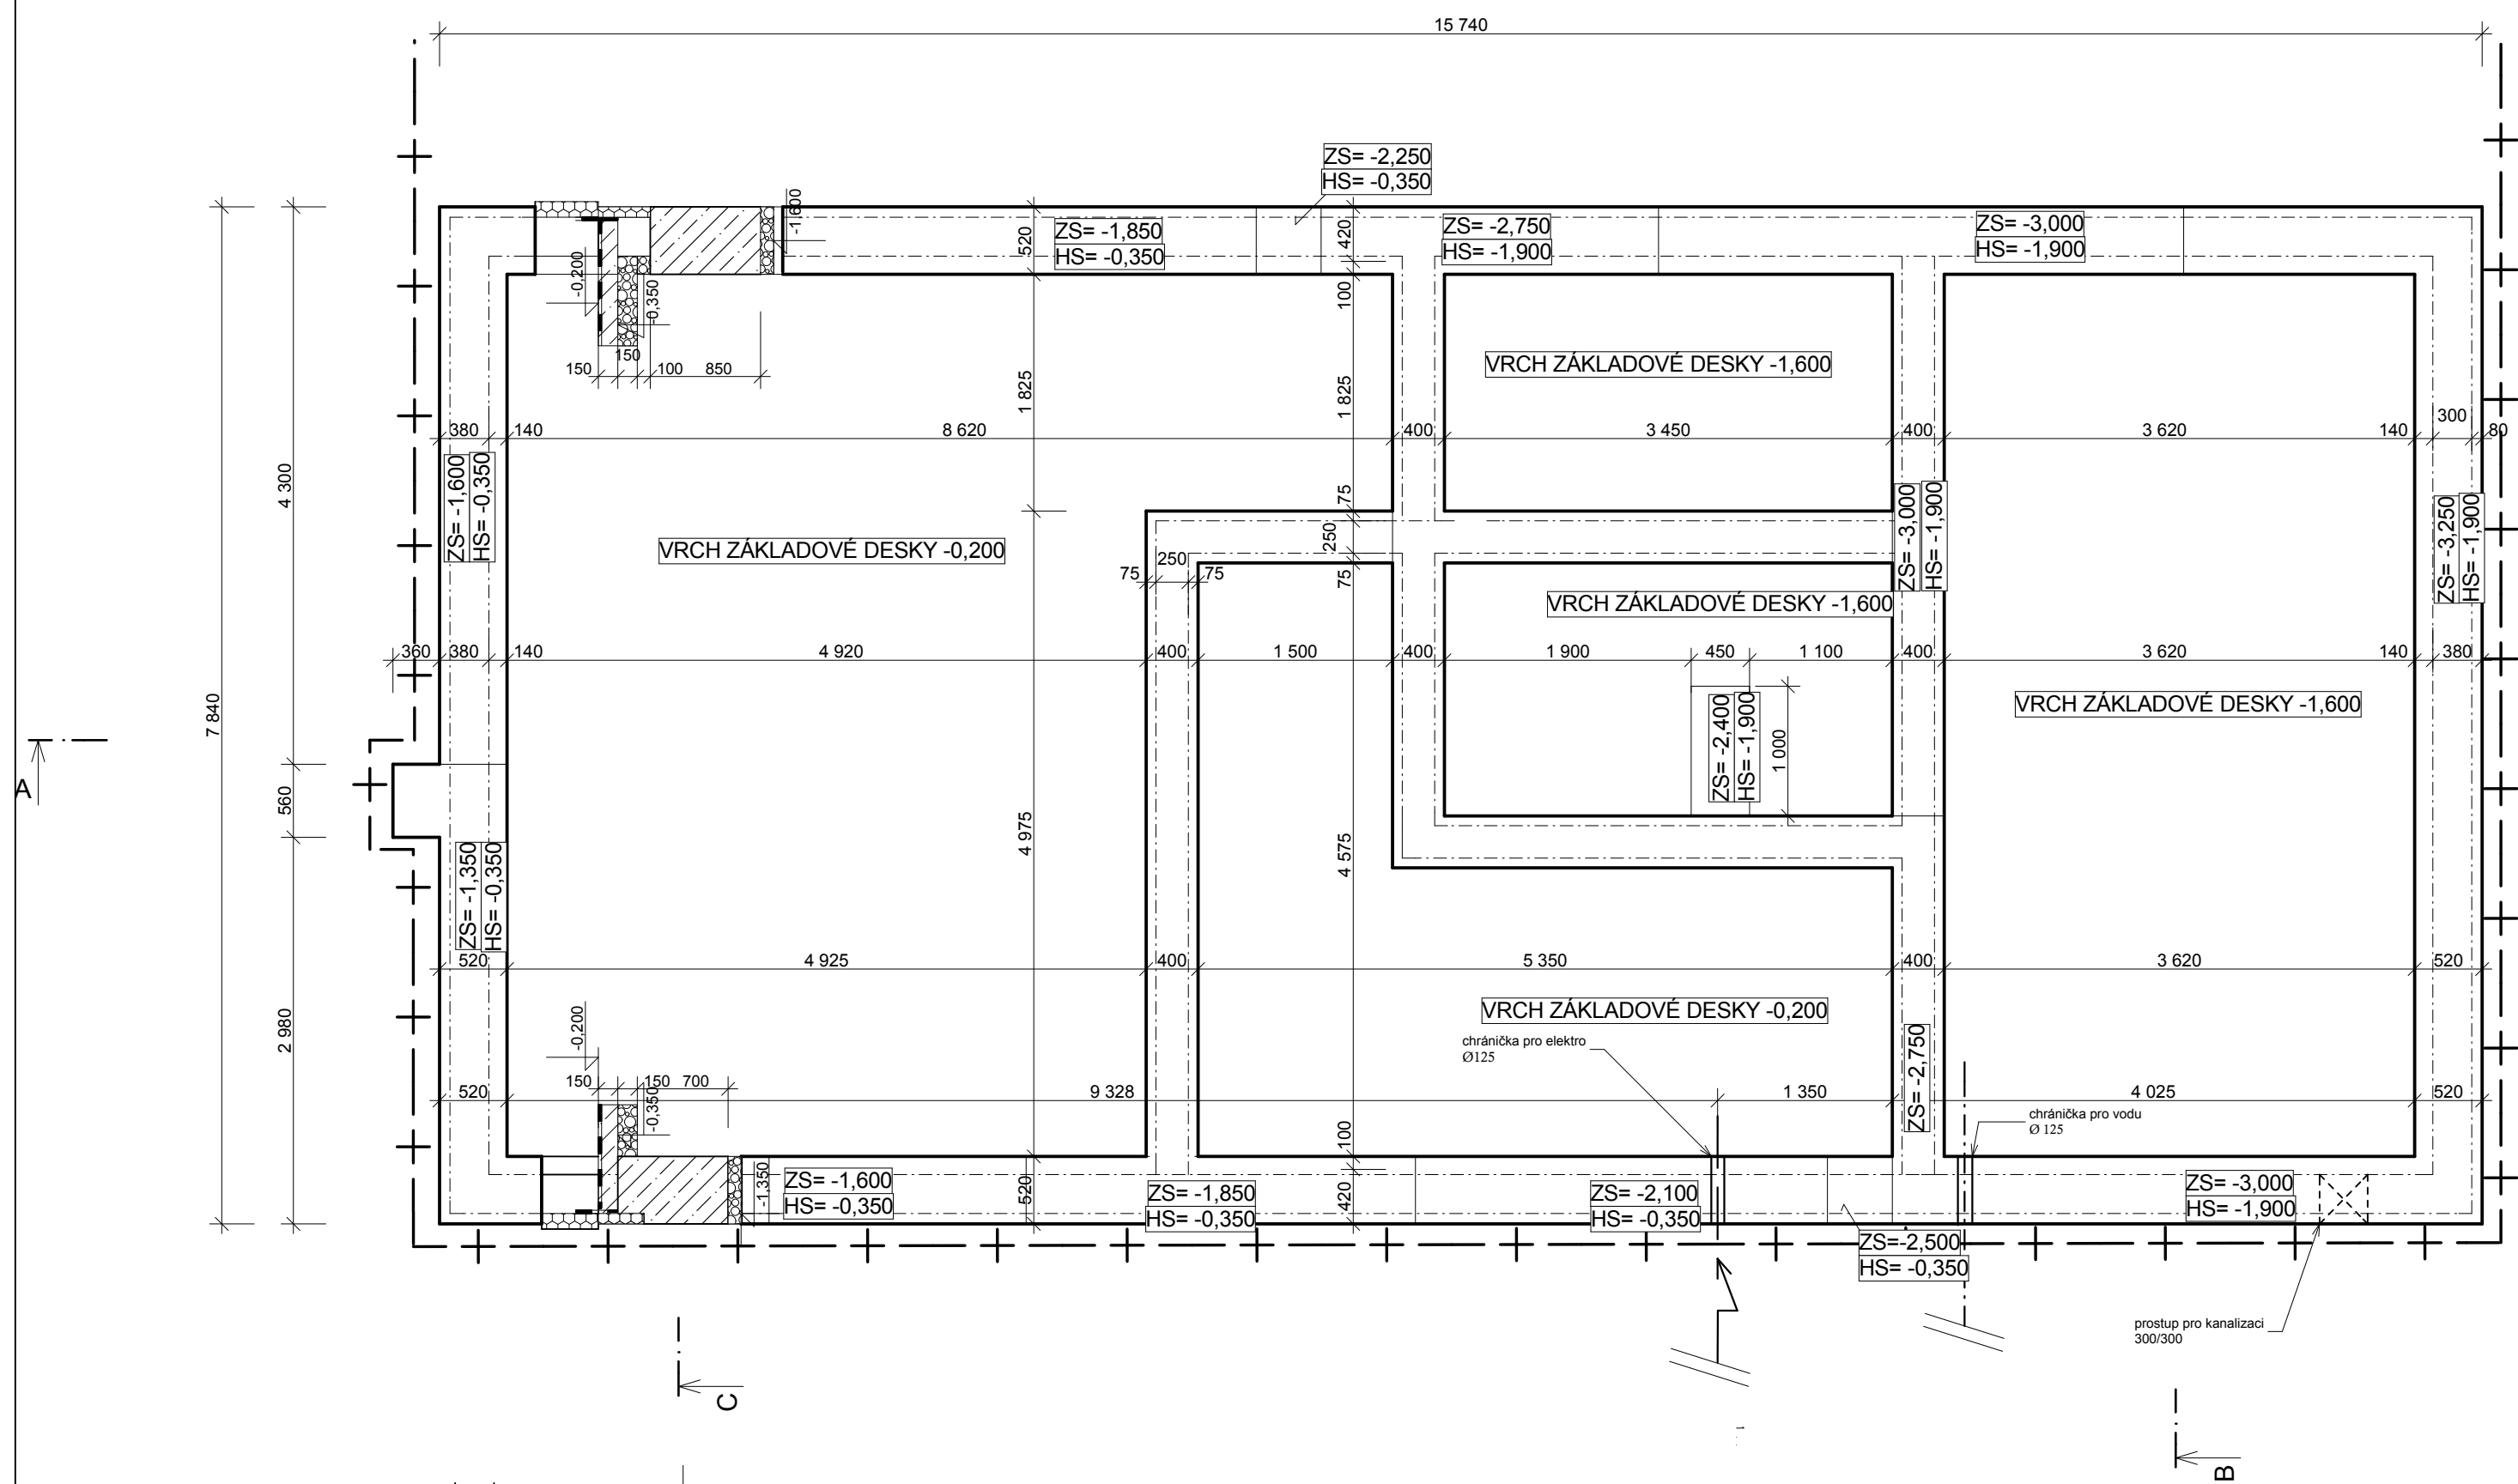 15 740
ZS= -2,250
HS= -0,350
-1,600
520
ZS= -1,850
HS= -0,350
420
ZS= -2,750
HS= -1,900
ZS= -3,000
HS= -1,900
-0,200
-0,350
100
150
150
100
850
1 825
1 825
VRCH ZÁKLADOVÉ DESKY -1,600
380
140
8 620
400
3 450
400
3 620
140
300
80
4 300
ZS= -1,600
HS= -0,350
75
250
75
VRCH ZÁKLADOVÉ DESKY -0,200
75
250
75
ZS= -3,000
HS= -1,900
ZS= -3,250
HS= -1,900
VRCH ZÁKLADOVÉ DESKY -1,600
360
380
140
4 920
400
1 500
400
1 900
450
1 100
400
3 620
140
380
7 840
ZS= -2,400
HS= -1,900
1 000
VRCH ZÁKLADOVÉ DESKY -1,600
A
560
4 975
4 575
ZS= -1,350
HS= -0,350
520
4 925
400
5 350
400
3 620
520
2 980
VRCH ZÁKLADOVÉ DESKY -0,200
-0,200
chránička pro elektro
Ø125
ZS= -2,750
150
150
700
-0,350
520
9 328
1 350
4 025
520
chránička pro vodu
Ø 125
100
-1,350
ZS= -1,600
HS= -0,350
520
ZS= -1,850
HS= -0,350
420
ZS= -2,100
HS= -0,350
ZS= -3,000
HS= -1,900
ZS=-2,500
HS= -0,350
prostup pro kanalizaci
300/300
C
B